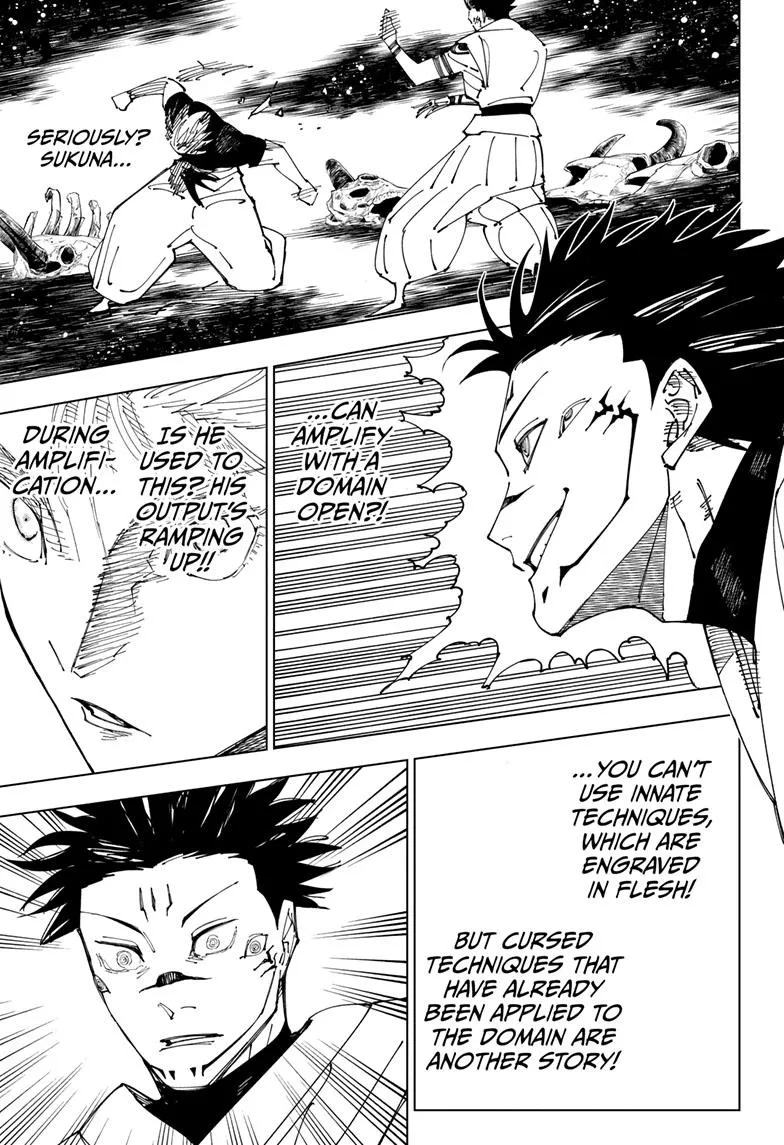 SERIOUSLY?
SUKUNA...
...CAN
AMPLIFY
WITH A
DOMAIN
OPEN?!
IS HE
USED TO
THIS? HIS
OUTPUT'S
RAMPING
UP!!
DURING
AMPLIFI-
CATION...
...YOU CAN'T
USE INNATE
TECHNIQUES,
WHICH ARE
ENGRAVED
IN FLESH!
BUT CURSED
TECHNIQUES THAT
HAVE ALREADY
BEEN APPLIED TO
THE DOMAIN ARE
ANOTHER STORY!